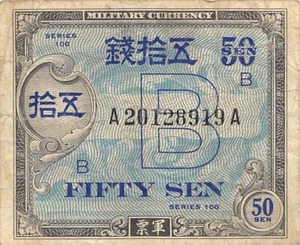 MILITARY CURRENCY
SERIES 100
錢拾五
50
SEN
B
拾五
A20128919A
B
B
FIFTY SEN
SERIES 100
票軍
50
SEN